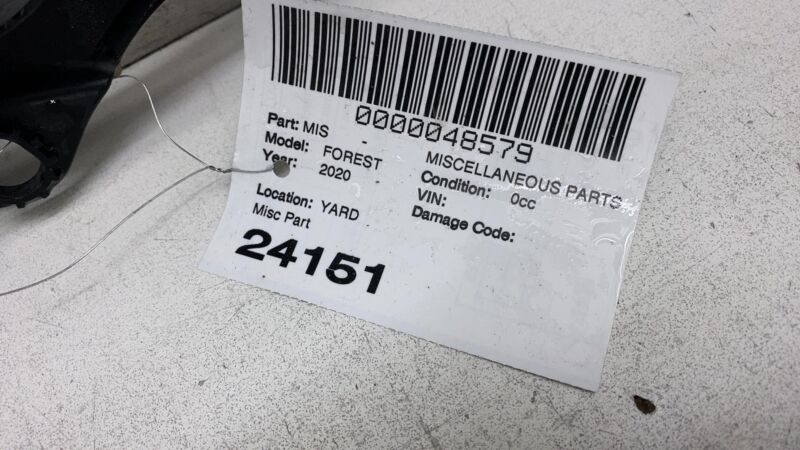 0000048579
Part: MIS - MISCELLANEOUS PARTS
Model: FOREST Condition: 0cc
Year: 2020 VIN:
Damage Code:
Location: YARD
Misc Part
24151